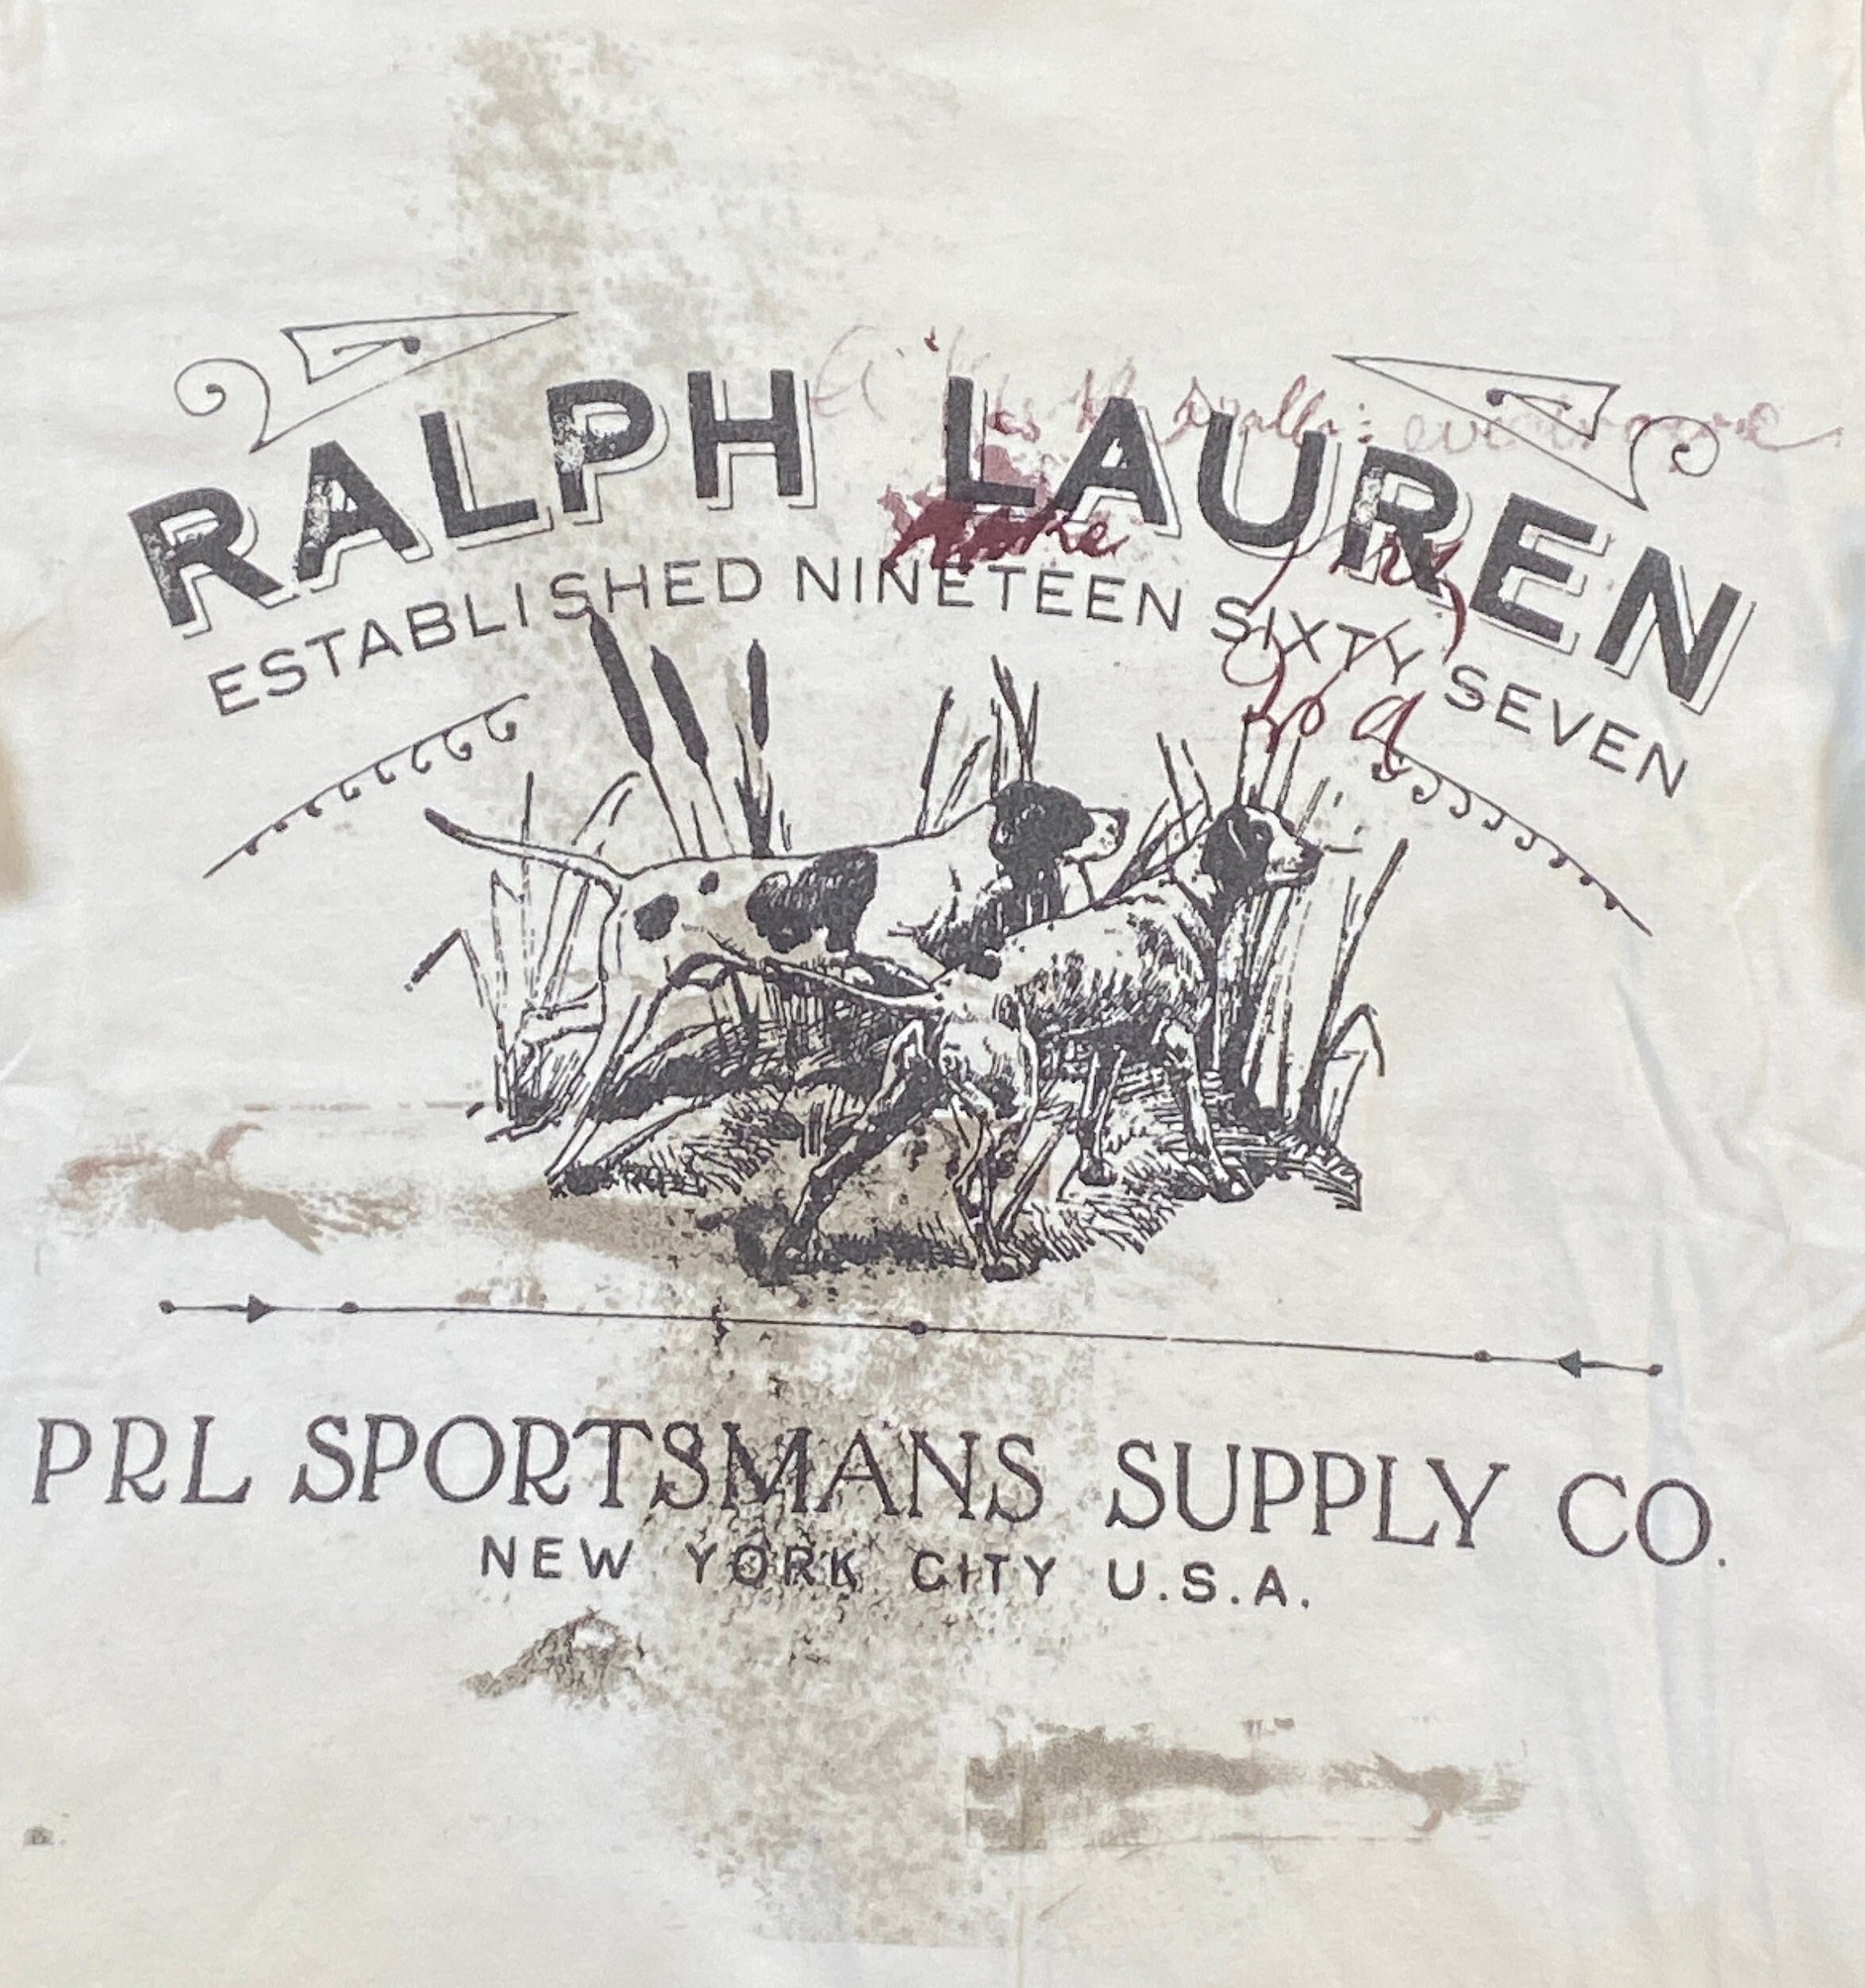 RALPH LAUREN
ESTABLISHED NINETEEN SIXTY SEVEN
PRL SPORTSMANS SUPPLY CO.
NEW YORK CITY U.S.A.